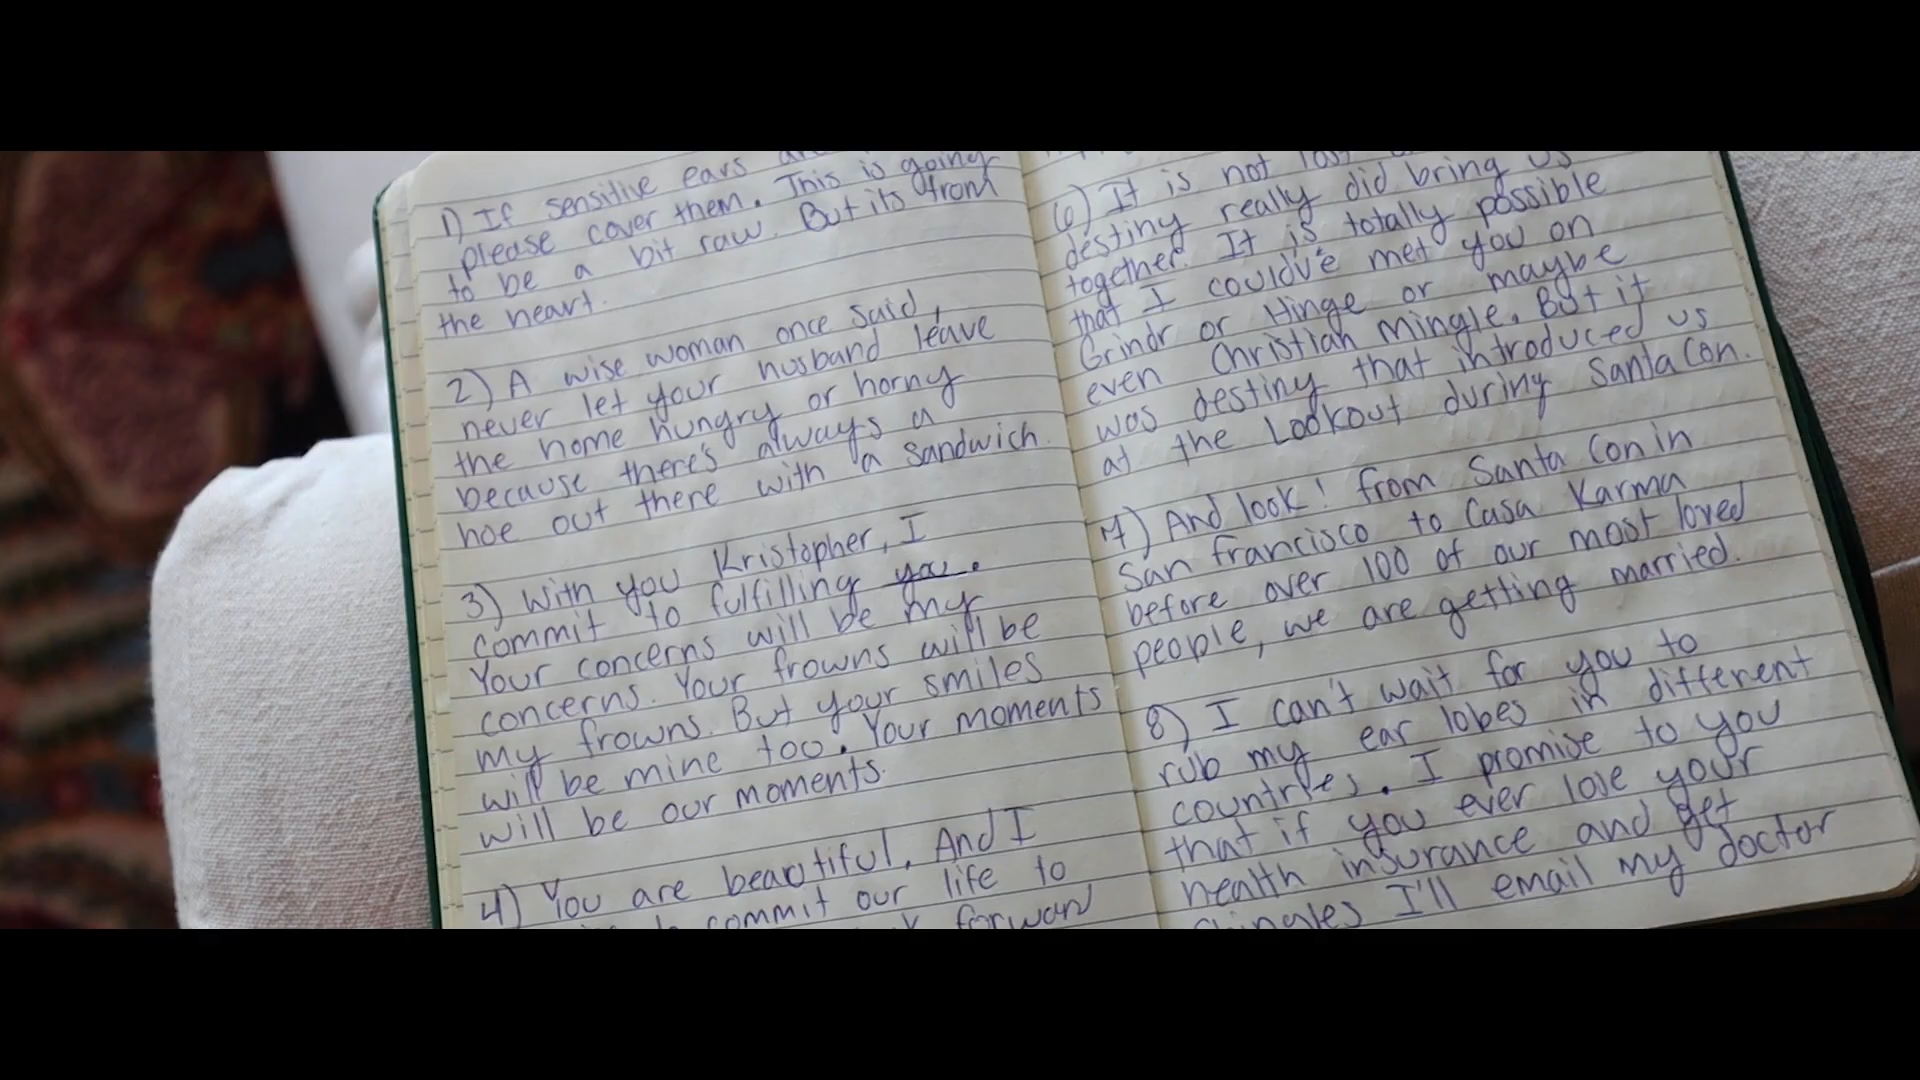 1) If sensitive ears
please cover them. This is going
to be a bit raw. But its from
the heart.
2) A wise woman once said,
never let your husband leave
the home hungry or horny
because there's always a
hoe out there with a sandwich.
3) With you Kristopher, I
commit to fulfilling you.
Your concerns will be my
concerns. Your frowns will be
my frowns. But your smiles
will be mine too. Your moments
will be our moments.
4) You are beautiful. And I
commit our life to
forward
6) It is not
destiny really did bring us
together. It is totally possible
that I could've met you on
Grindr or Hinge or maybe
even Christian Mingle. But it
was destiny that introduced us
at the Lookout during Santa Con.
7) And look! from Santa Con in
San Francisco to Casa Karma
before over 100 of our most loved
people, we are getting married.
8) I can't wait for you to
rub my ear lobes in different
countries. I promise to you
that if you ever lose your
health insurance and get
shingles I'll email my doctor